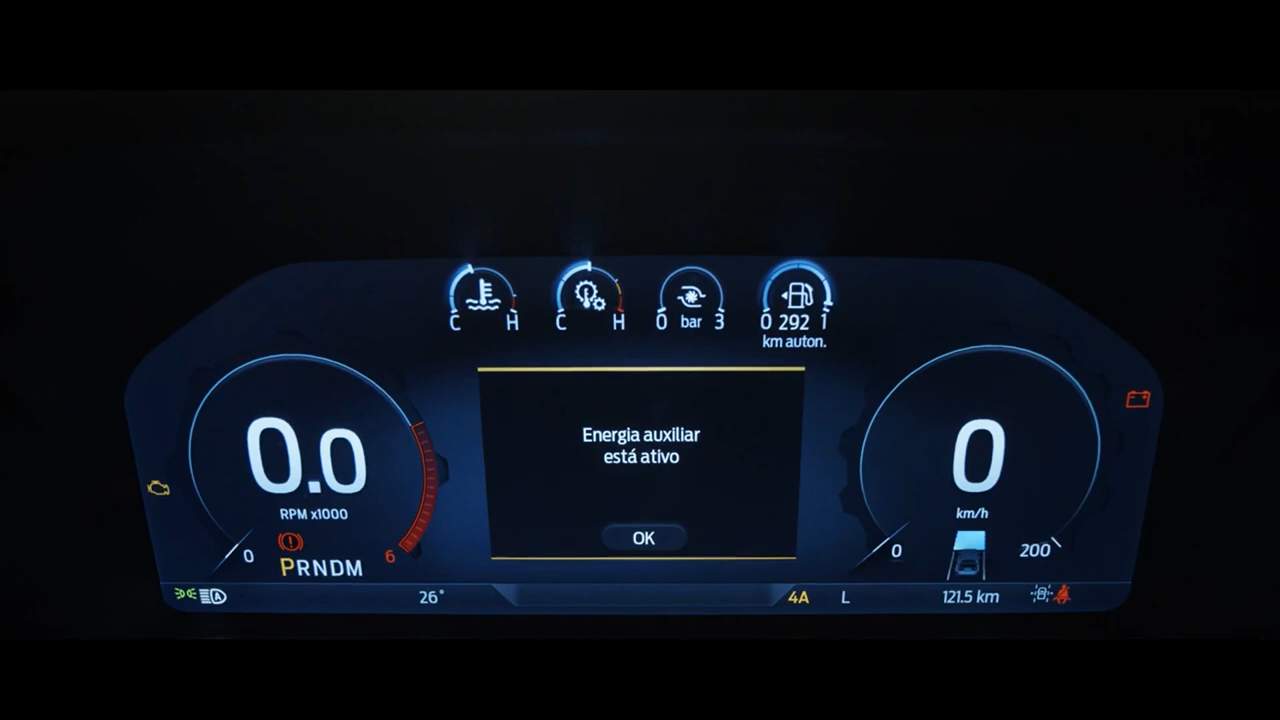 C H
C H
0 bar 3
0 292 1
km auton.
Energia auxiliar
está ativo
OK
0.0
RPM x1000
0
6
PRNDM
0
km/h
0
200
A
26°
4A
L
121.5 km